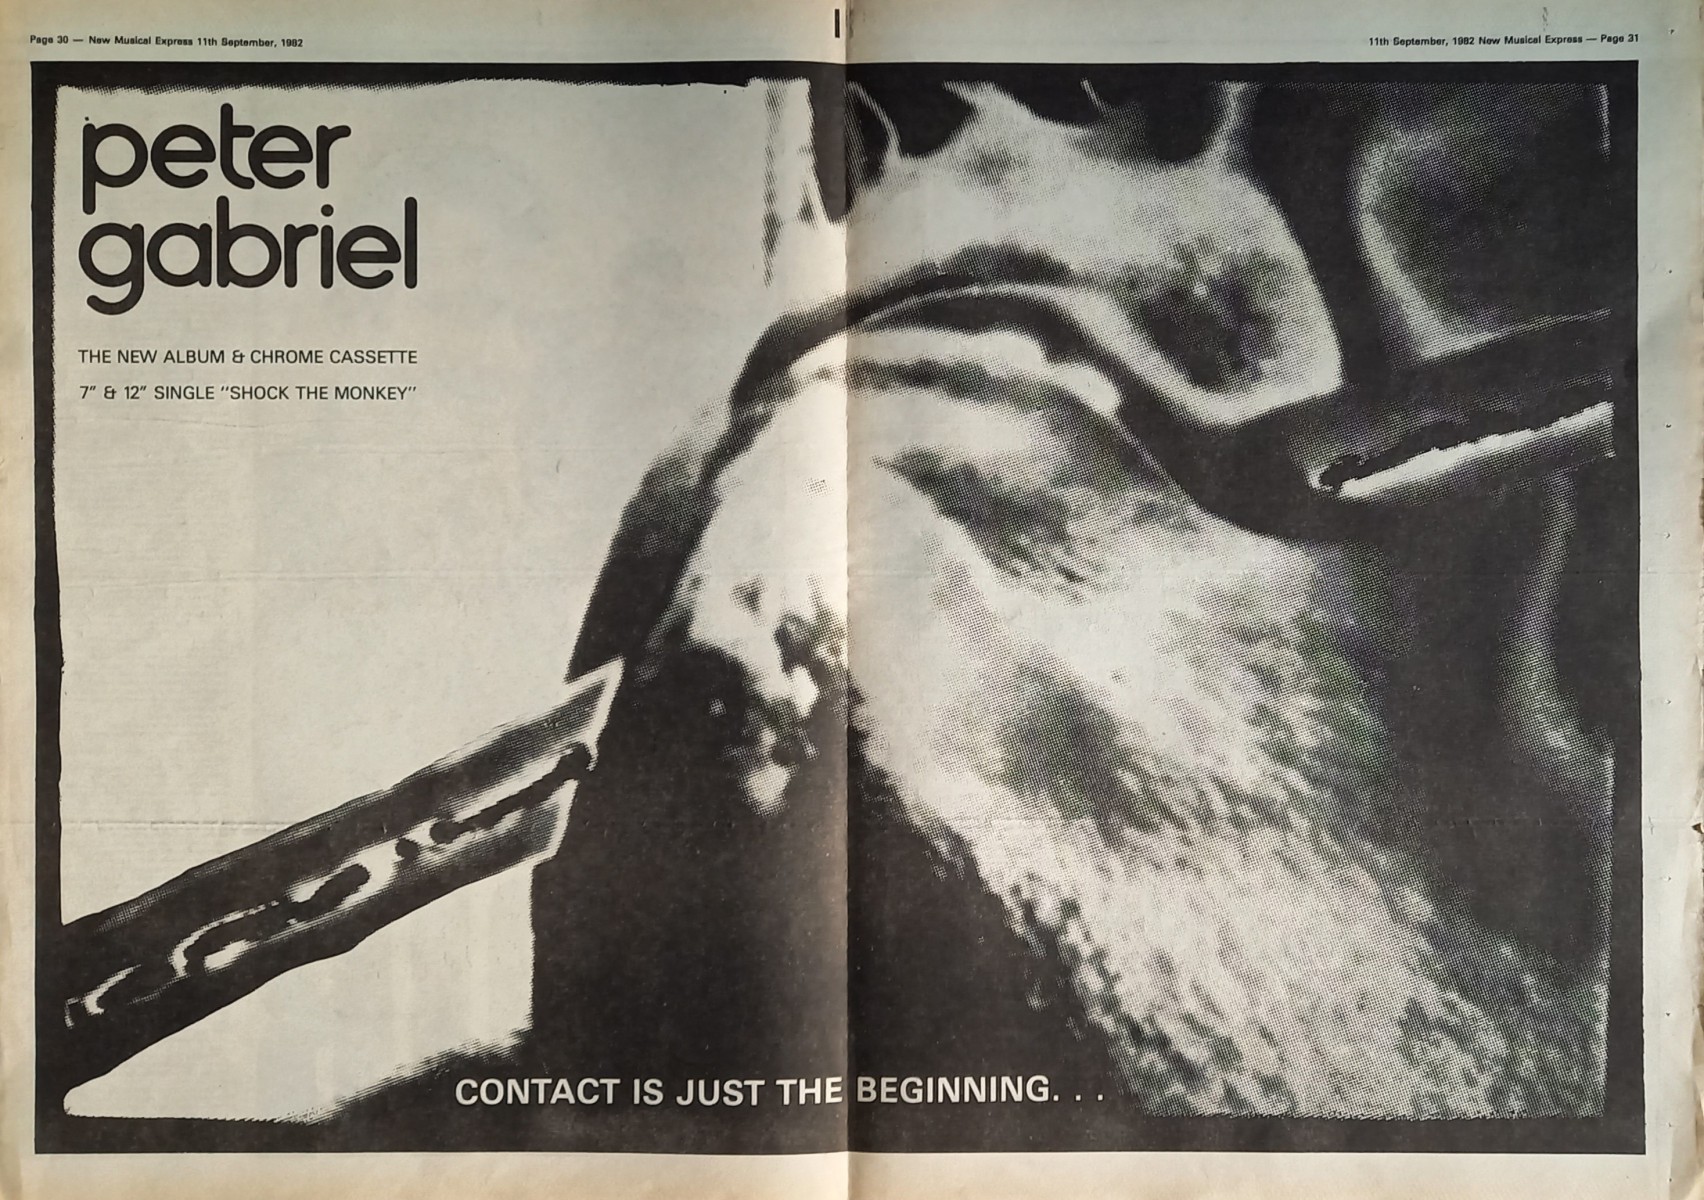 Page 30 — New Musical Express 11th September, 1982
11th September, 1982 New Musical Express — Page 31
peter
gabriel
THE NEW ALBUM & CHROME CASSETTE
7" & 12" SINGLE "SHOCK THE MONKEY"
CONTACT IS JUST THE BEGINNING. . .